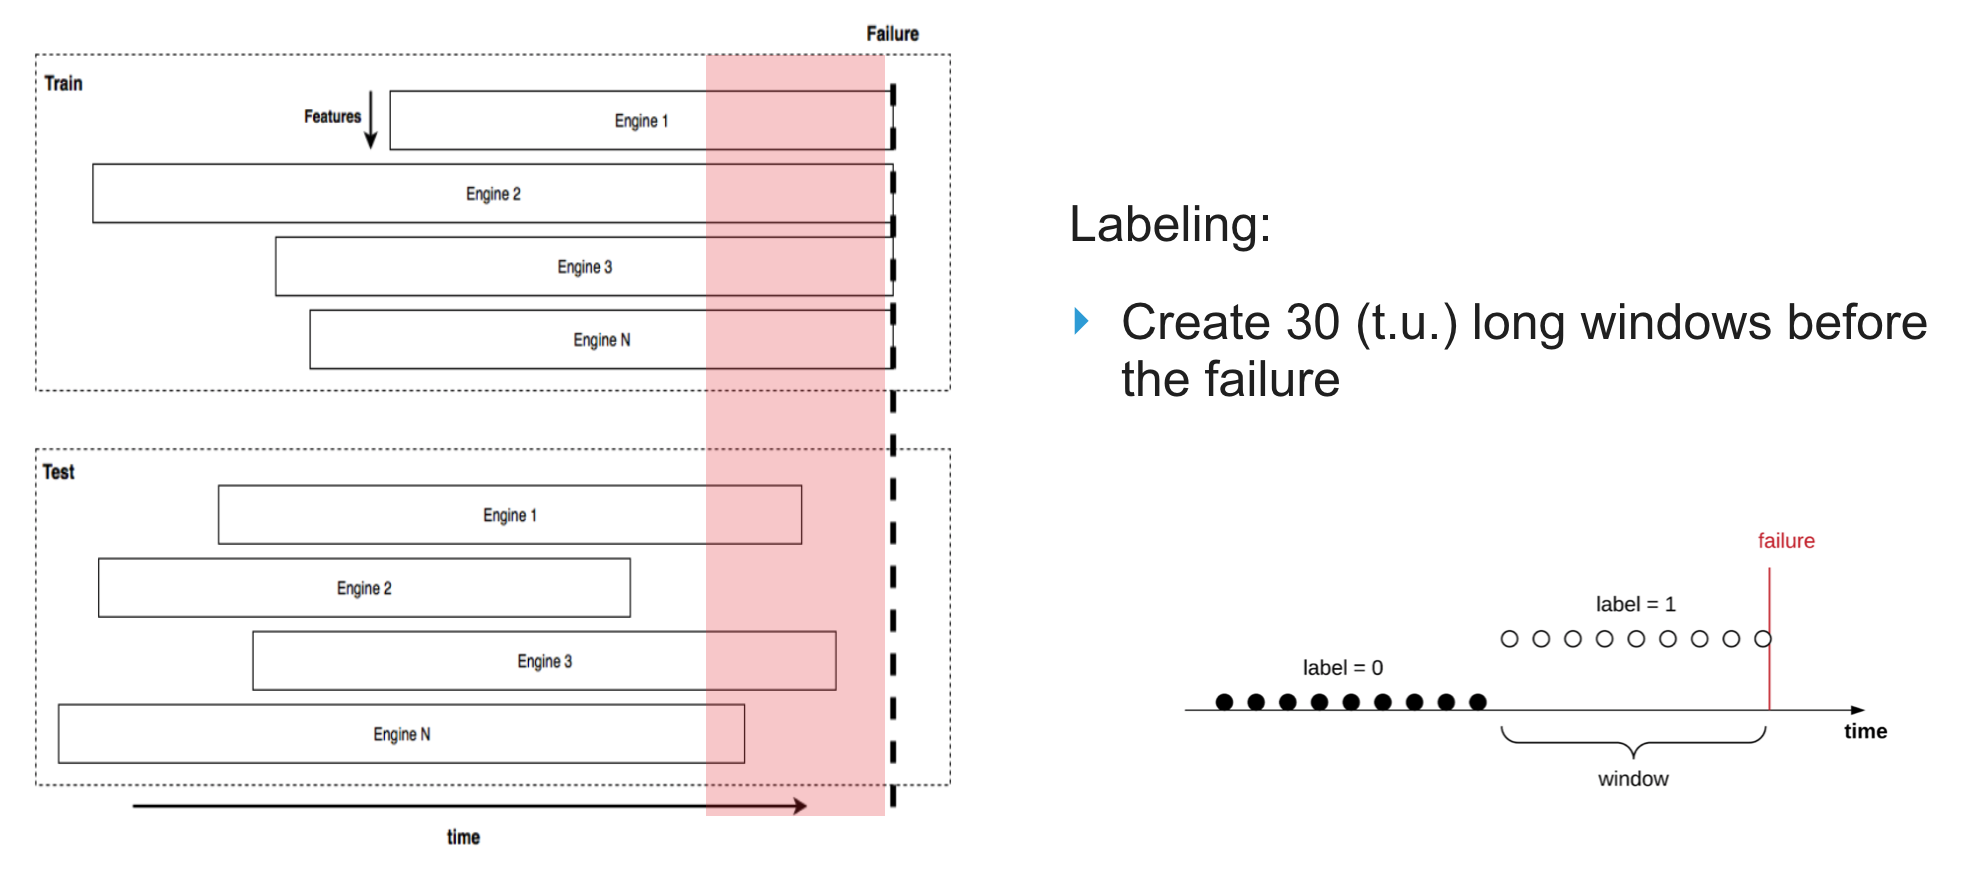 Failure
Train
Features
Engine 1
Engine 2
Engine 3
Engine N
Test
Engine 1
Engine 2
Engine 3
Engine N
time
Labeling:
Create 30 (t.u.) long windows before
the failure
failure
label = 1
label = 0
time
window